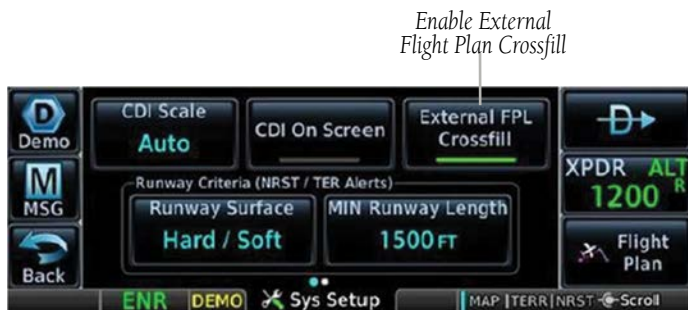 Enable External
Flight Plan Crossfill
D
Demo
CDI Scale
Auto
CDI On Screen
External FPL
Crossfill
D
M
MSG
Runway Criteria (NRST / TER Alerts)
Runway Surface
Hard / Soft
MIN Runway Length
1500 FT
XPDR ALT
1200 R
Back
Flight
Plan
ENR DEMO Sys Setup MAP TERR NRST Scroll